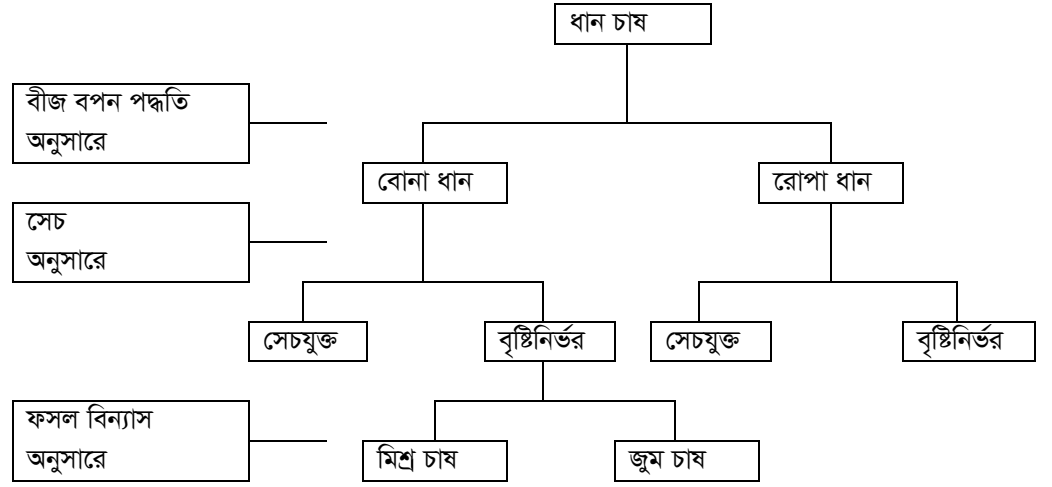 ধান চাষ
বীজ বপন পদ্ধতি
অনুসারে
বোনা ধান
রোপা ধান
সেচ
অনুসারে
সেচযুক্ত
বৃষ্টিনির্ভর
সেচযুক্ত
বৃষ্টিনির্ভর
ফসল বিন্যাস
অনুসারে
মিশ্র চাষ
জুম চাষ